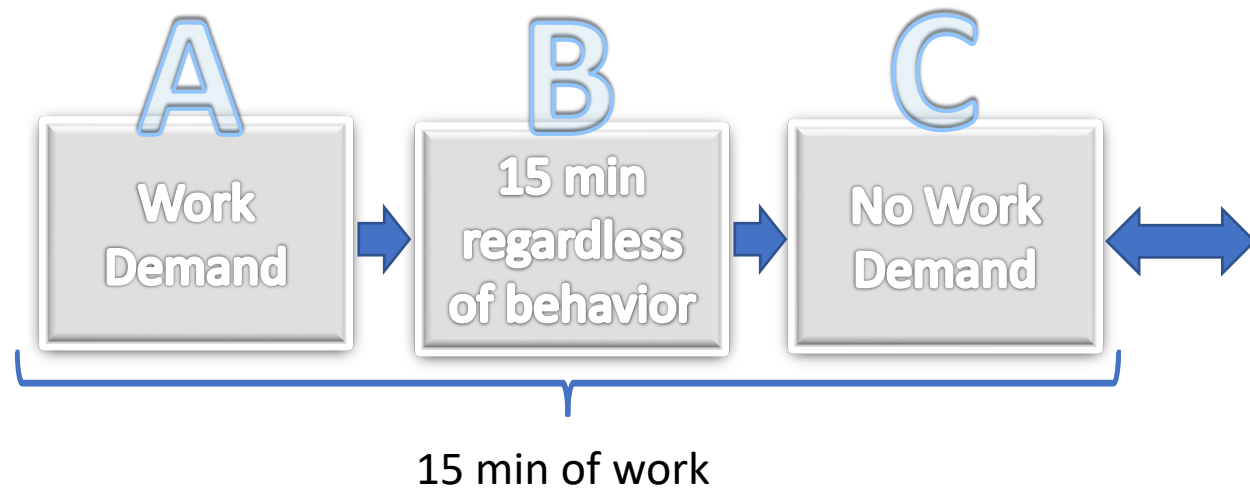 A
B
C
Work
Demand
15 min
regardless
of behavior
No Work
Demand
15 min of work